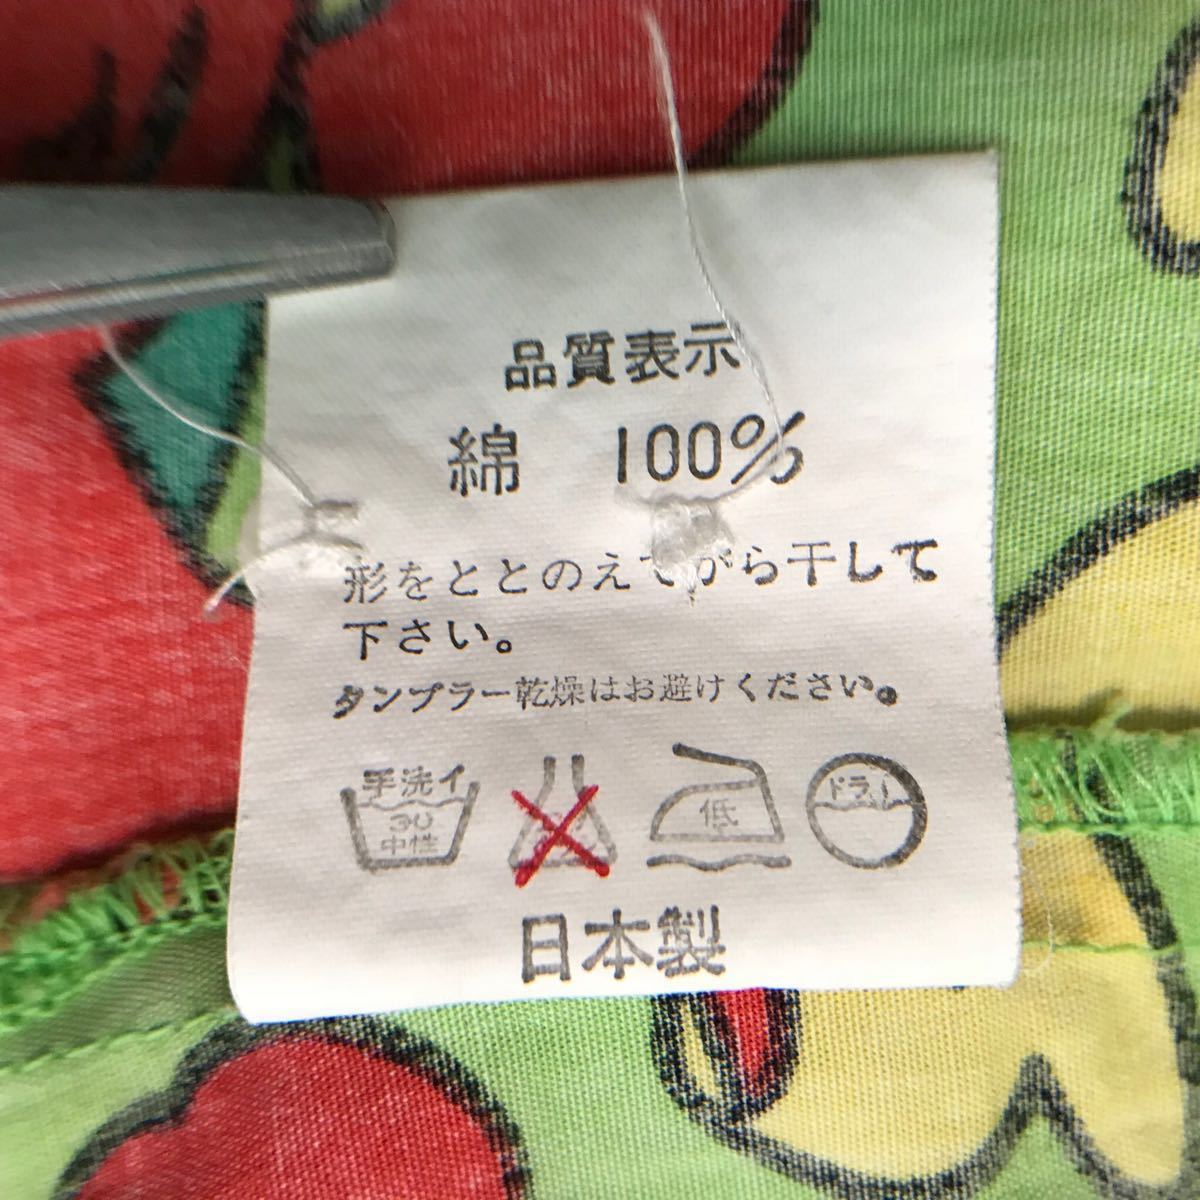 品質表示
綿 100%
形をととのえてから干して
下さい。
タンブラー乾燥はお避けください。
手洗イ
30
中性
低
ドライ
日本製